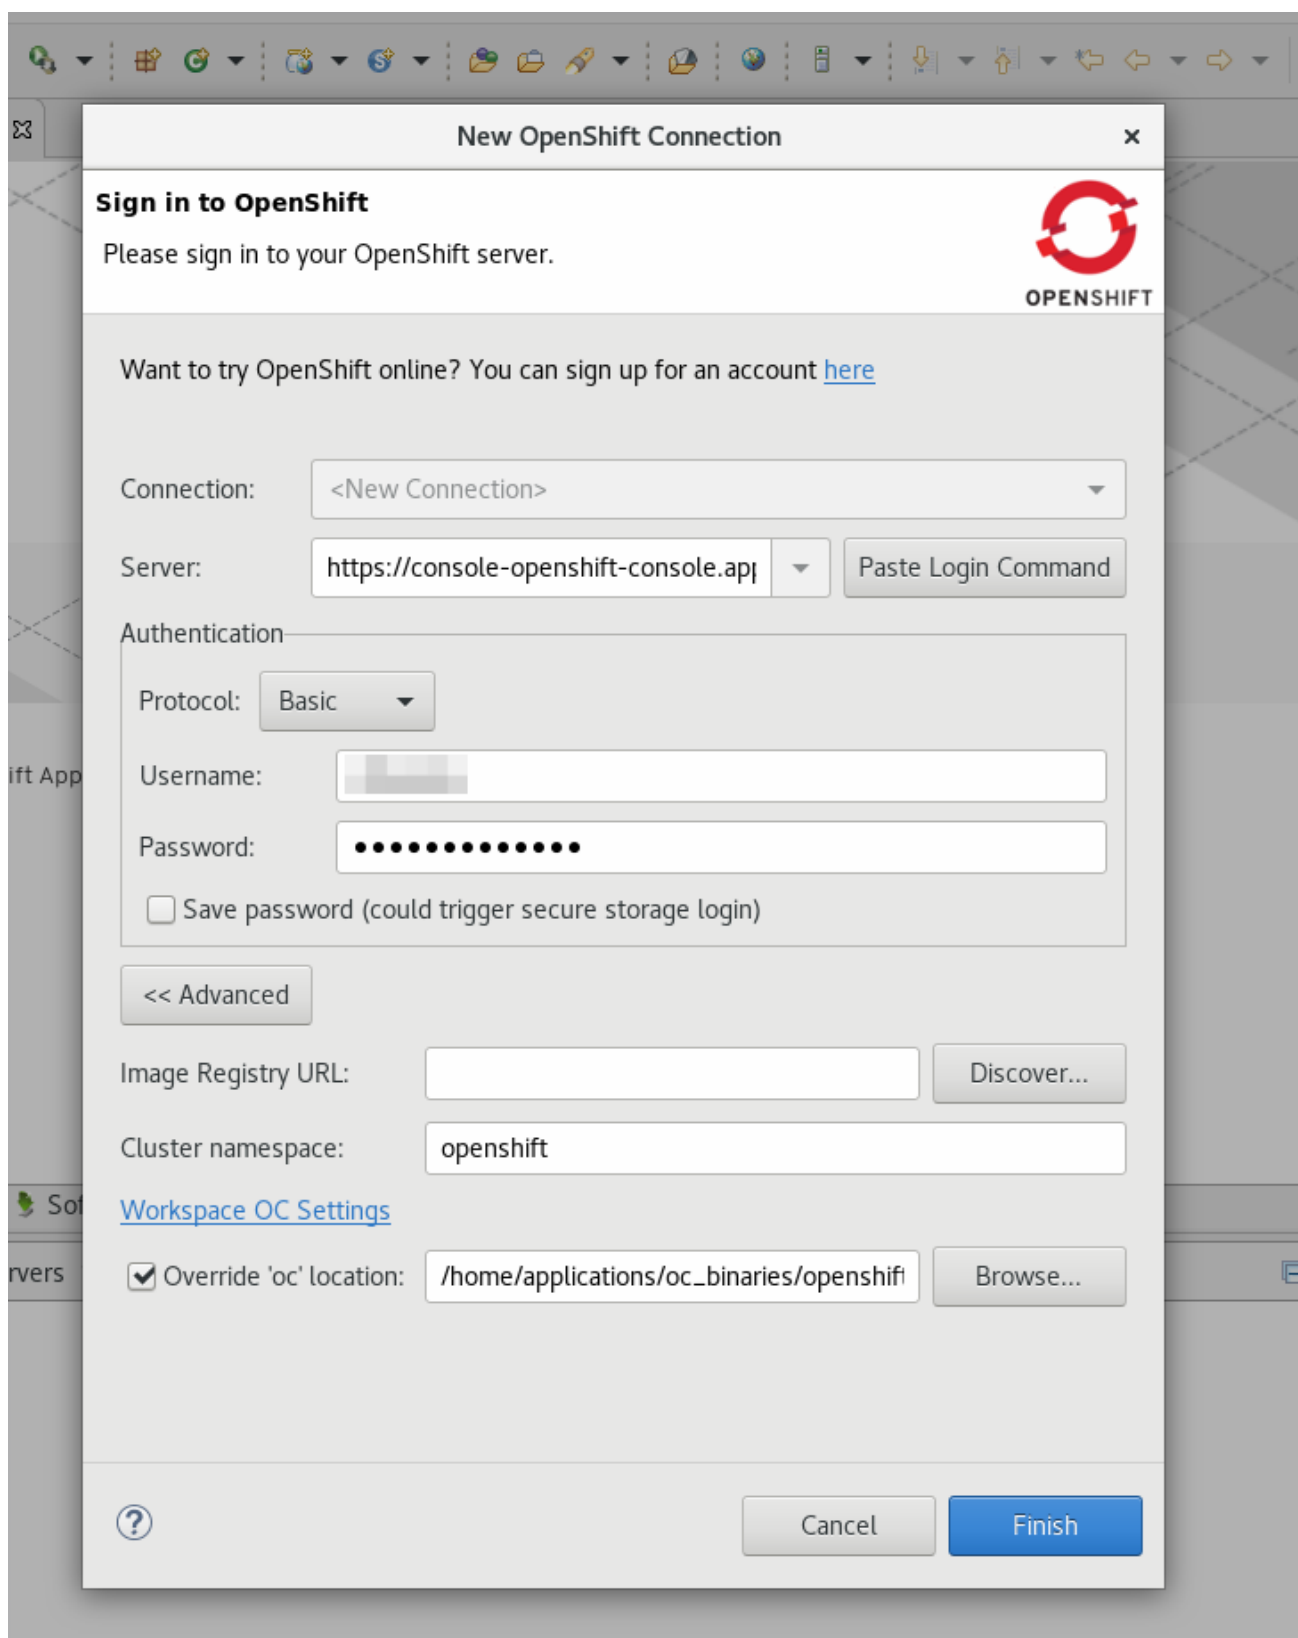 New OpenShift Connection
Sign in to OpenShift
Please sign in to your OpenShift server.
OPENSHIFT
Want to try OpenShift online? You can sign up for an account here
Connection: <New Connection>
Server: https://console-openshift-console.app Paste Login Command
Authentication
Protocol: Basic
ift App
Username:
Password: •••••••••••••
Save password (could trigger secure storage login)
<< Advanced
Image Registry URL: Discover...
Cluster namespace: openshift
Sof
Workspace OC Settings
rvers
Override 'oc' location: /home/applications/oc_binaries/openshift Browse...
? Cancel Finish